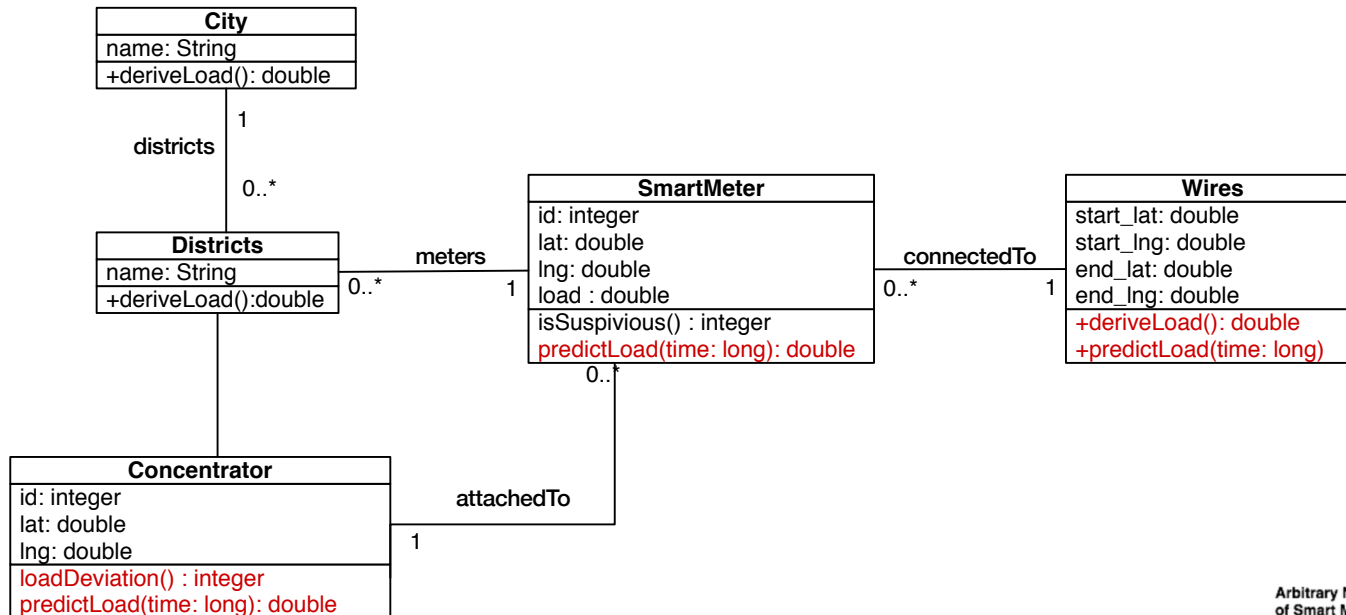 City
name: String
+deriveLoad(): double
1
districts
0..*
Districts
name: String
+deriveLoad():double
meters
0..*
1
SmartMeter
id: integer
lat: double
lng: double
load : double
isSuspivious() : integer
predictLoad(time: long): double
0..*
connectedTo
0..*
1
Wires
start_lat: double
start_lng: double
end_lat: double
end_lng: double
+deriveLoad(): double
+predictLoad(time: long)
Concentrator
id: integer
lat: double
lng: double
loadDeviation() : integer
predictLoad(time: long): double
attachedTo
1
Arbitrary
of Smart